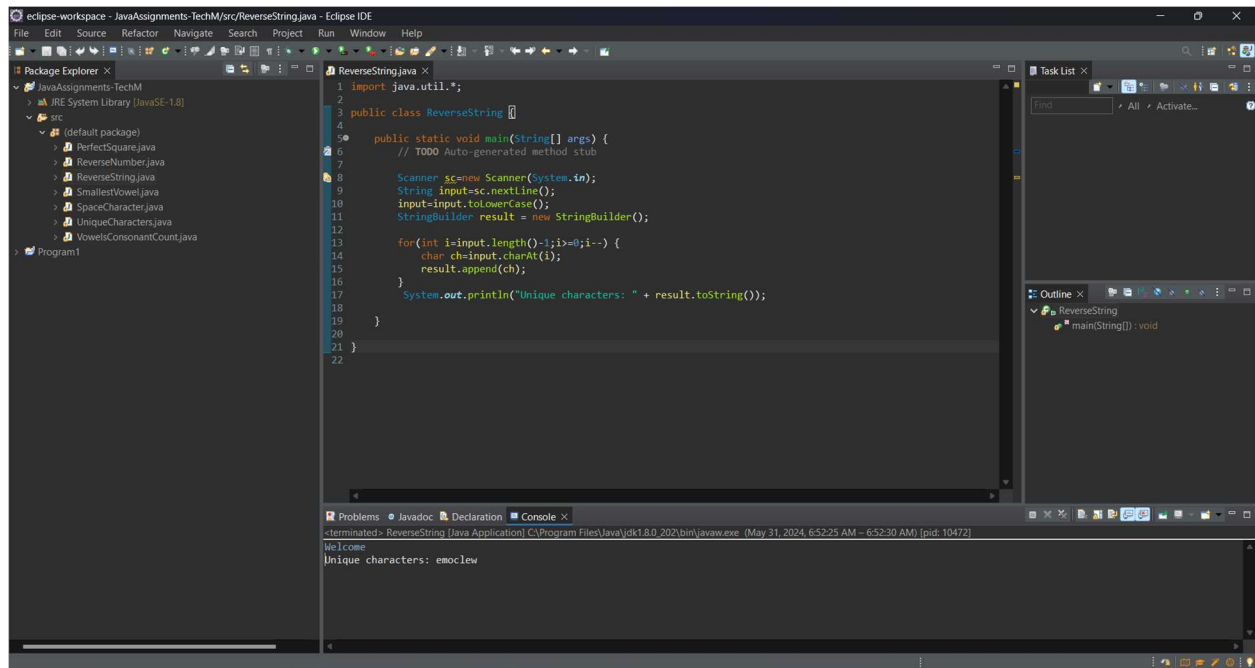 eclipse-workspace - JavaAssignments-TechM/src/ReverseString.java - Eclipse IDE
File Edit Source Refactor Navigate Search Project Run Window Help
Package Explorer
JavaAssignments-TechM
JRE System Library [JavaSE-1.8]
src
(default package)
PerfectSquare.java
ReverseNumber.java
ReverseString.java
SmallestVowel.java
SpaceCharacter.java
UniqueCharacters.java
VowelsConsonantCount.java
Program1
ReverseString.java
1 import java.util.*;
2
3 public class ReverseString {
4
5 public static void main(String[] args) {
6 // TODO Auto-generated method stub
7
8 Scanner sc=new Scanner(System.in);
9 String input=sc.nextLine();
10 input=input.toLowerCase();
11 StringBuilder result = new StringBuilder();
12
13 for(int i=input.length()-1;i>=0;i--) {
14 char ch=input.charAt(i);
15 result.append(ch);
16 }
17 System.out.println("Unique characters: " + result.toString());
18
19 }
20
21 }
22
Task List
Find All Activate...
Outline
ReverseString
main(String[]) : void
Problems Javadoc Declaration Console
<terminated> ReverseString [Java Application] C:\Program Files\Java\jdk1.8.0_202\bin\javaw.exe (May 31, 2024, 6:52:25 AM – 6:52:30 AM) [pid: 10472]
Welcome
Unique characters: emoclew